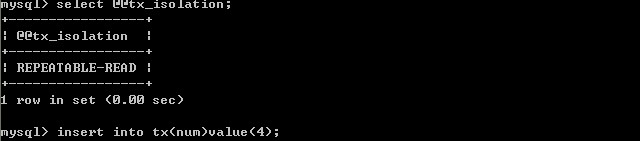 mysql> select @@tx_isolation;
+-----------------+
| @@tx_isolation  |
+-----------------+
| REPEATABLE-READ |
+-----------------+
1 row in set (0.00 sec)
mysql> insert into tx(num)value(4);